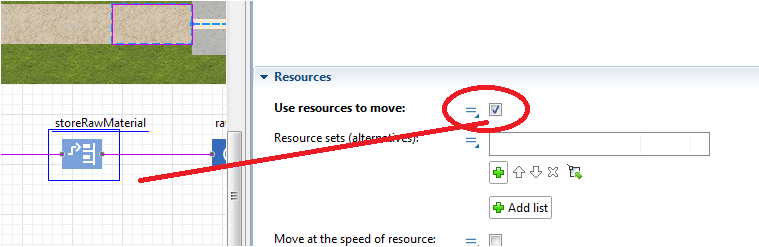 Resources
storeRawMaterial
ra
Use resources to move:
Resource sets (alternatives):
Add list
Move at the speed of resource: